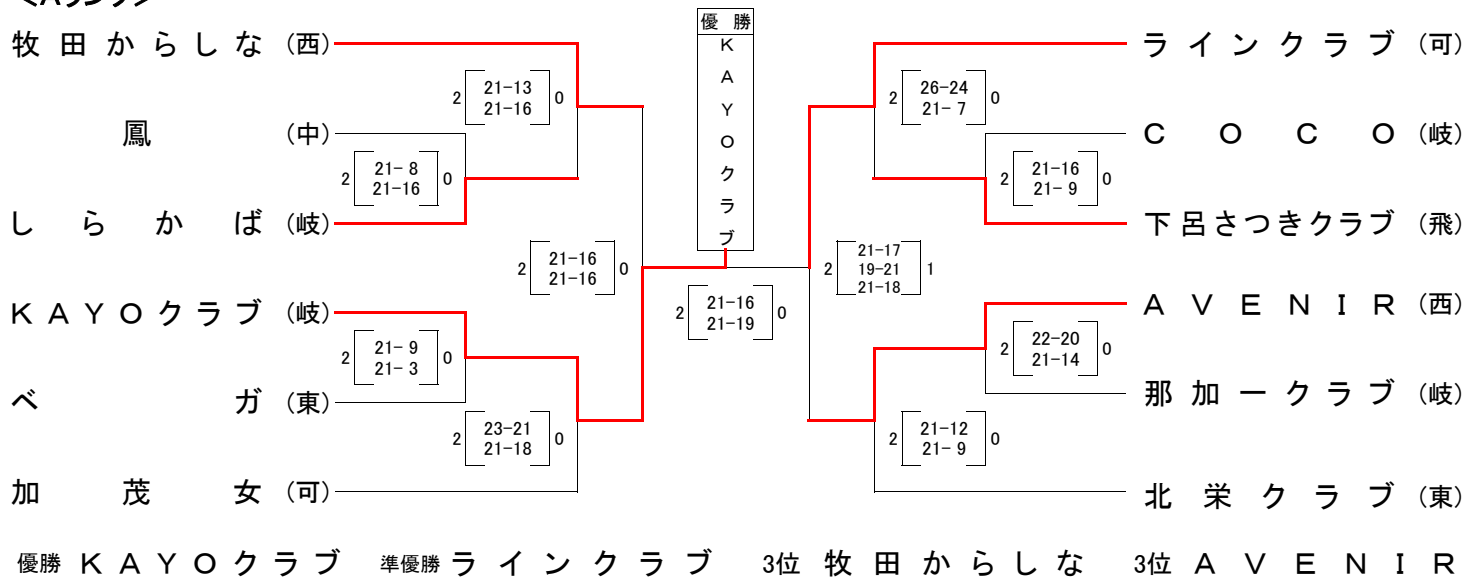 <Aランク>
優勝
KAYOクラブ
牧田からしな (西)
ラインクラブ (可)
2 21-13 0
21-16
2 26-24 0
21- 7
鳳 (中)
COCO (岐)
2 21- 8 0
21-16
2 21-16 0
21- 9
しらかば (岐)
下呂さつきクラブ (飛)
2 21-16 0
21-16
2 21-17 1
19-21
21-18
KAYOクラブ (岐)
AVENIR (西)
2 21-16 0
21-19
2 21- 9 0
21- 3
2 22-20 0
21-14
ベガ (東)
那加一クラブ (岐)
2 23-21 0
21-18
2 21-12 0
21- 9
加茂女 (可)
北栄クラブ (東)
優勝 KAYOクラブ 準優勝 ラインクラブ 3位 牧田からしな 3位 AVENIR